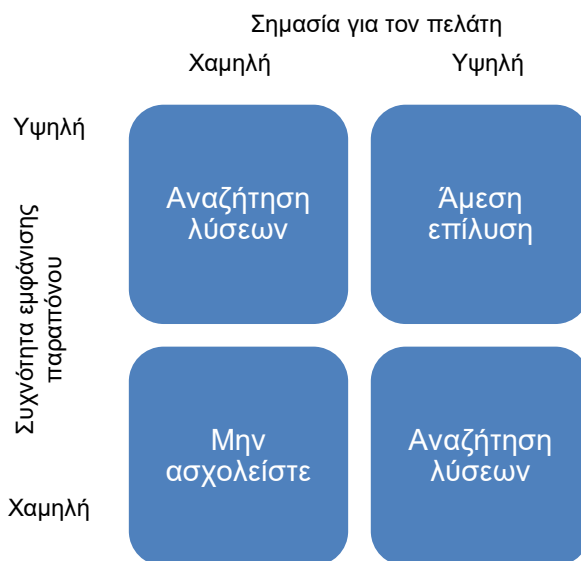 Σημασία για τον πελάτη
Χαμηλή Υψηλή
Υψηλή
Αναζήτηση
λύσεων
Άμεση
επίλυση
Συχνότητα εμφάνισης
παραπόνου
Μην
ασχολείστε
Αναζήτηση
λύσεων
Χαμηλή